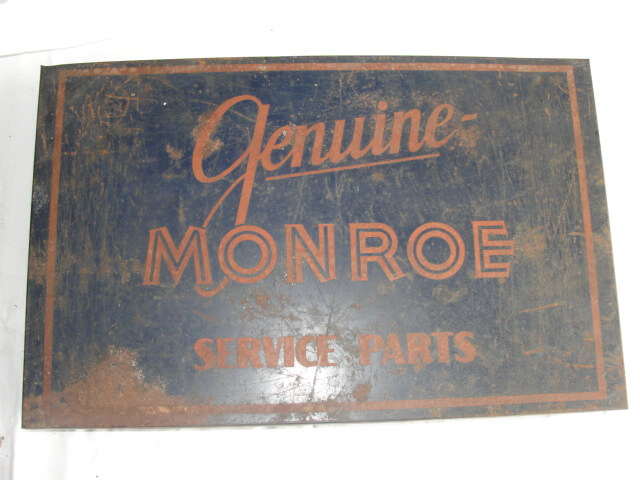 Genuine-
MONROE
SERVICE PARTS